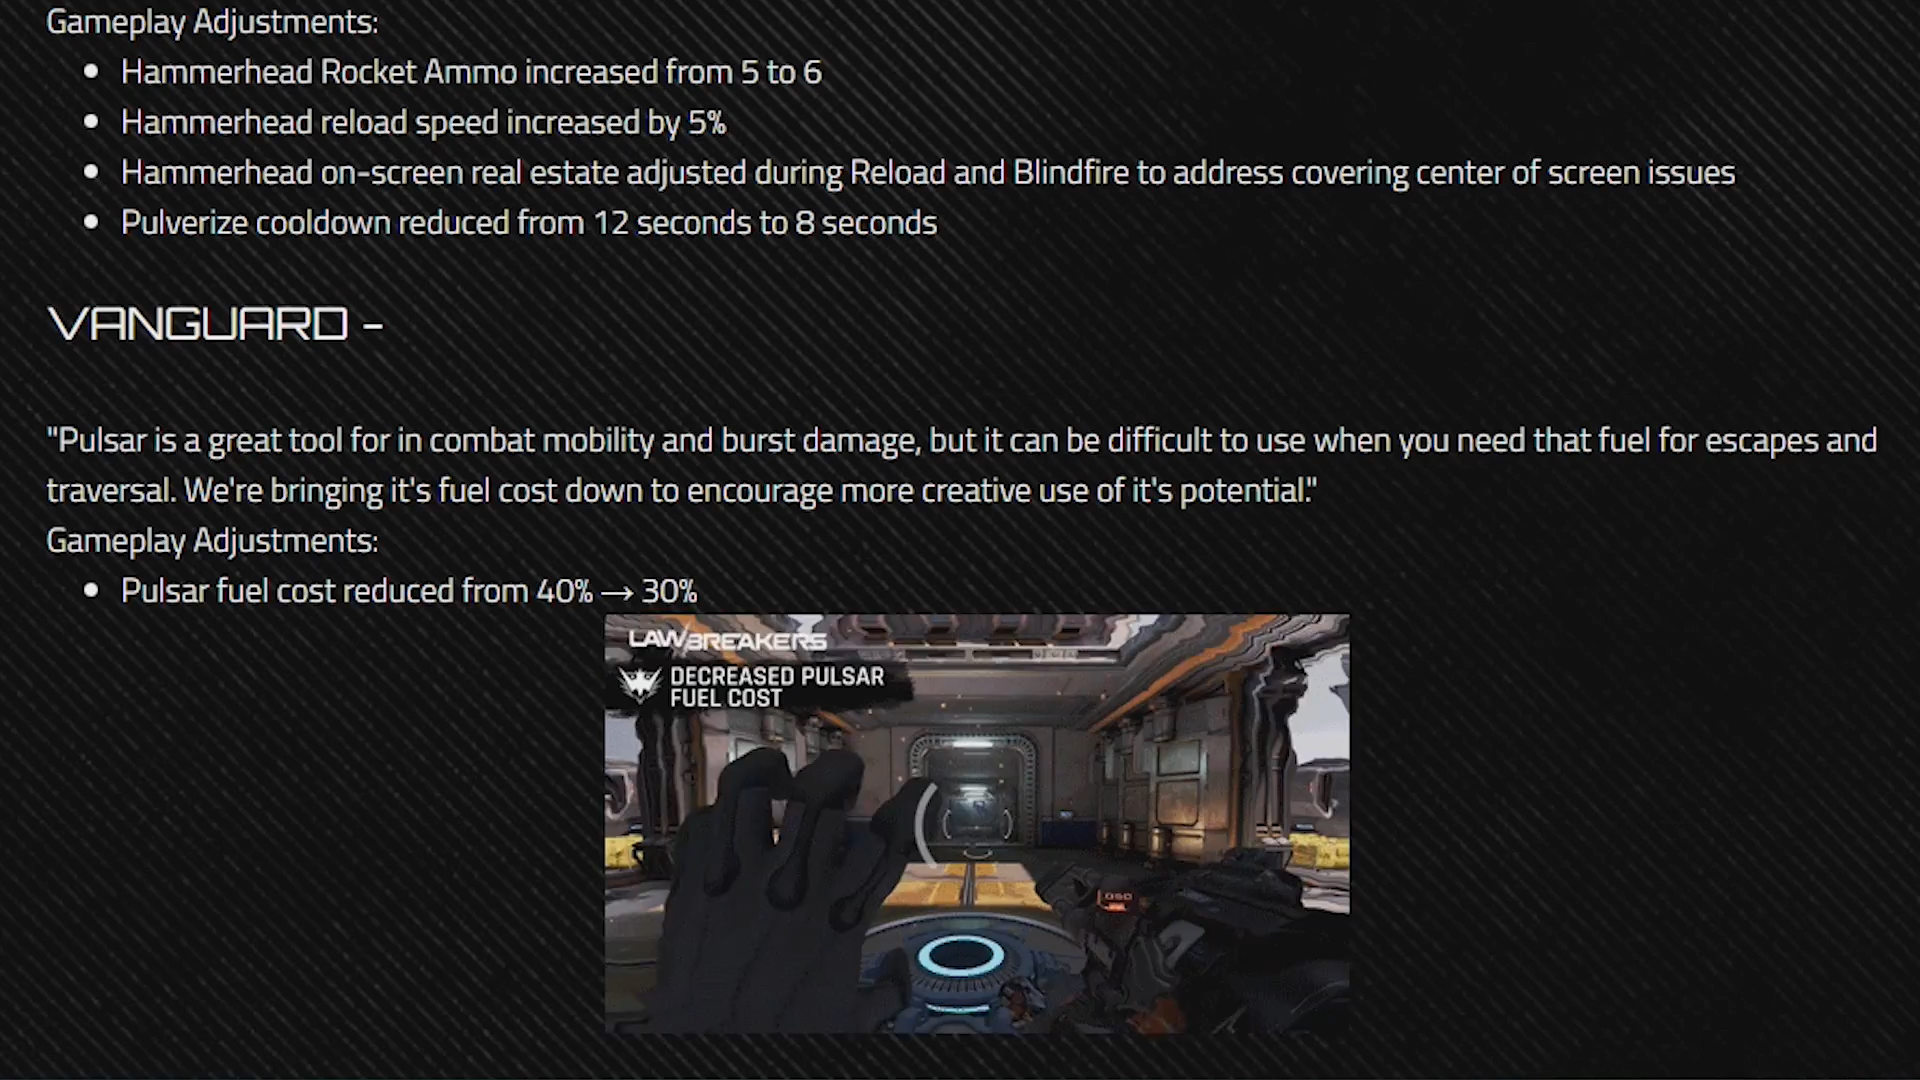 Gameplay Adjustments:
Hammerhead Rocket Ammo increased from 5 to 6
Hammerhead reload speed increased by 5%
Hammerhead on-screen real estate adjusted during Reload and Blindfire to address covering center of screen issues
Pulverize cooldown reduced from 12 seconds to 8 seconds
VANGUARD -
"Pulsar is a great tool for in combat mobility and burst damage, but it can be difficult to use when you need that fuel for escapes and
traversal. We're bringing it's fuel cost down to encourage more creative use of it's potential."
Gameplay Adjustments:
Pulsar fuel cost reduced from 40% → 30%
LAWBREAKERS
DECREASED PULSAR
FUEL COST